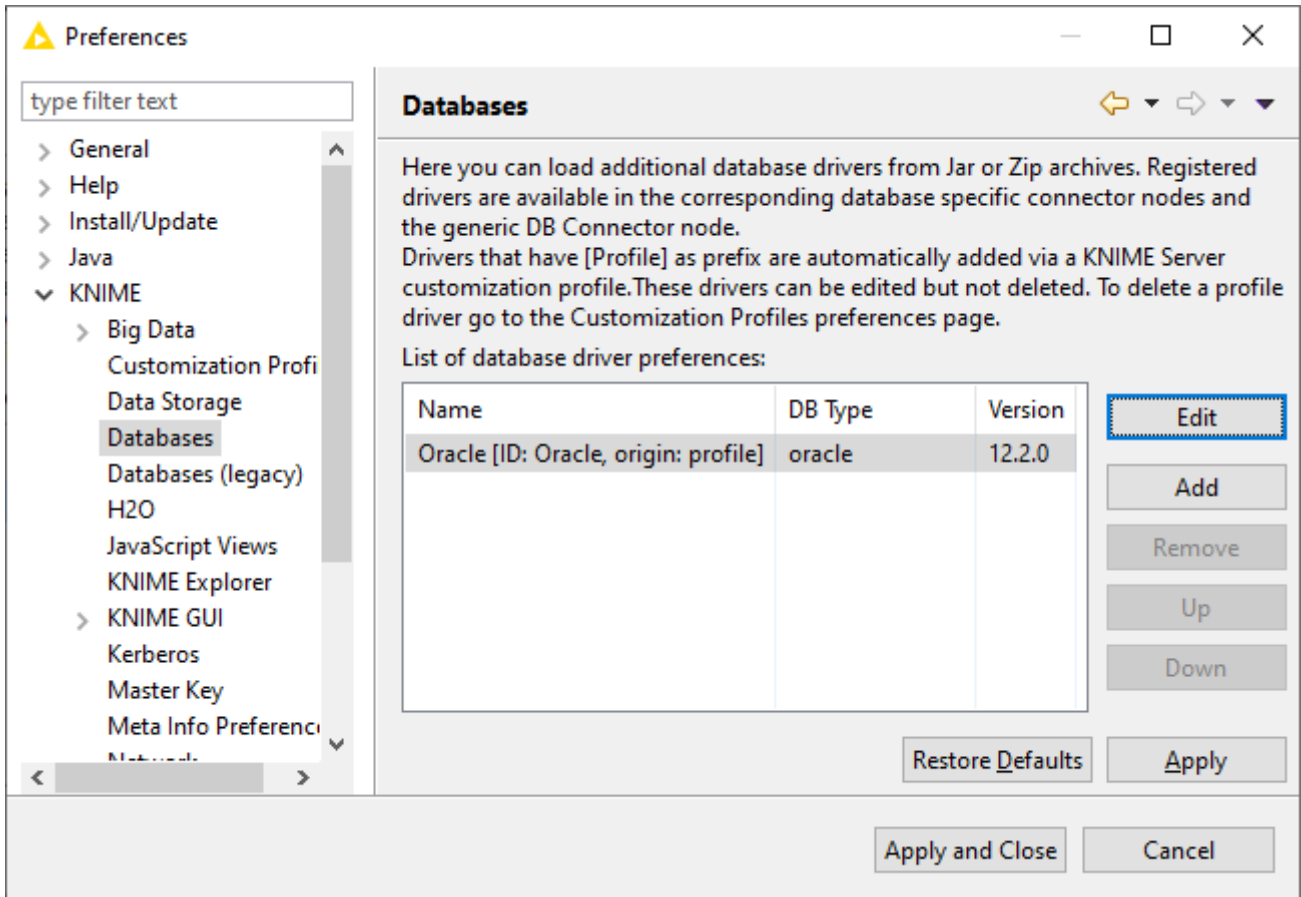 Preferences
type filter text
General
Help
Install/Update
Java
KNIME
Big Data
Customization Profi
Data Storage
Databases
Databases (legacy)
H2O
JavaScript Views
KNIME Explorer
KNIME GUI
Kerberos
Master Key
Meta Info Preference
Network
Databases
Here you can load additional database drivers from Jar or Zip archives. Registered
drivers are available in the corresponding database specific connector nodes and
the generic DB Connector node.
Drivers that have [Profile] as prefix are automatically added via a KNIME Server
customization profile.These drivers can be edited but not deleted. To delete a profile
driver go to the Customization Profiles preferences page.
List of database driver preferences:
Name DB Type Version
Oracle [ID: Oracle, origin: profile] oracle 12.2.0
Edit
Add
Remove
Up
Down
Restore Defaults Apply
Apply and Close Cancel